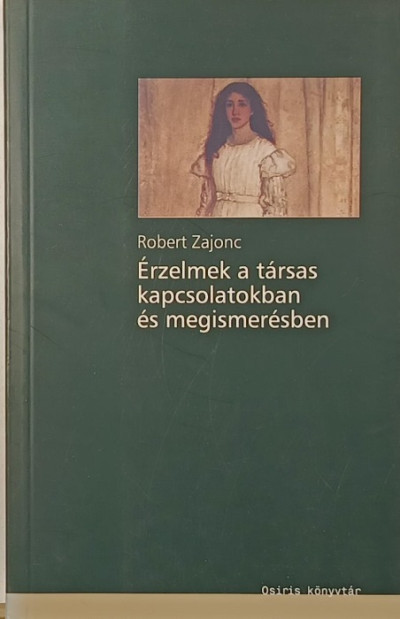 Robert Zajonc
Érzelmek a társas
kapcsolatokban
és megismerésben
Osiris könyvtár